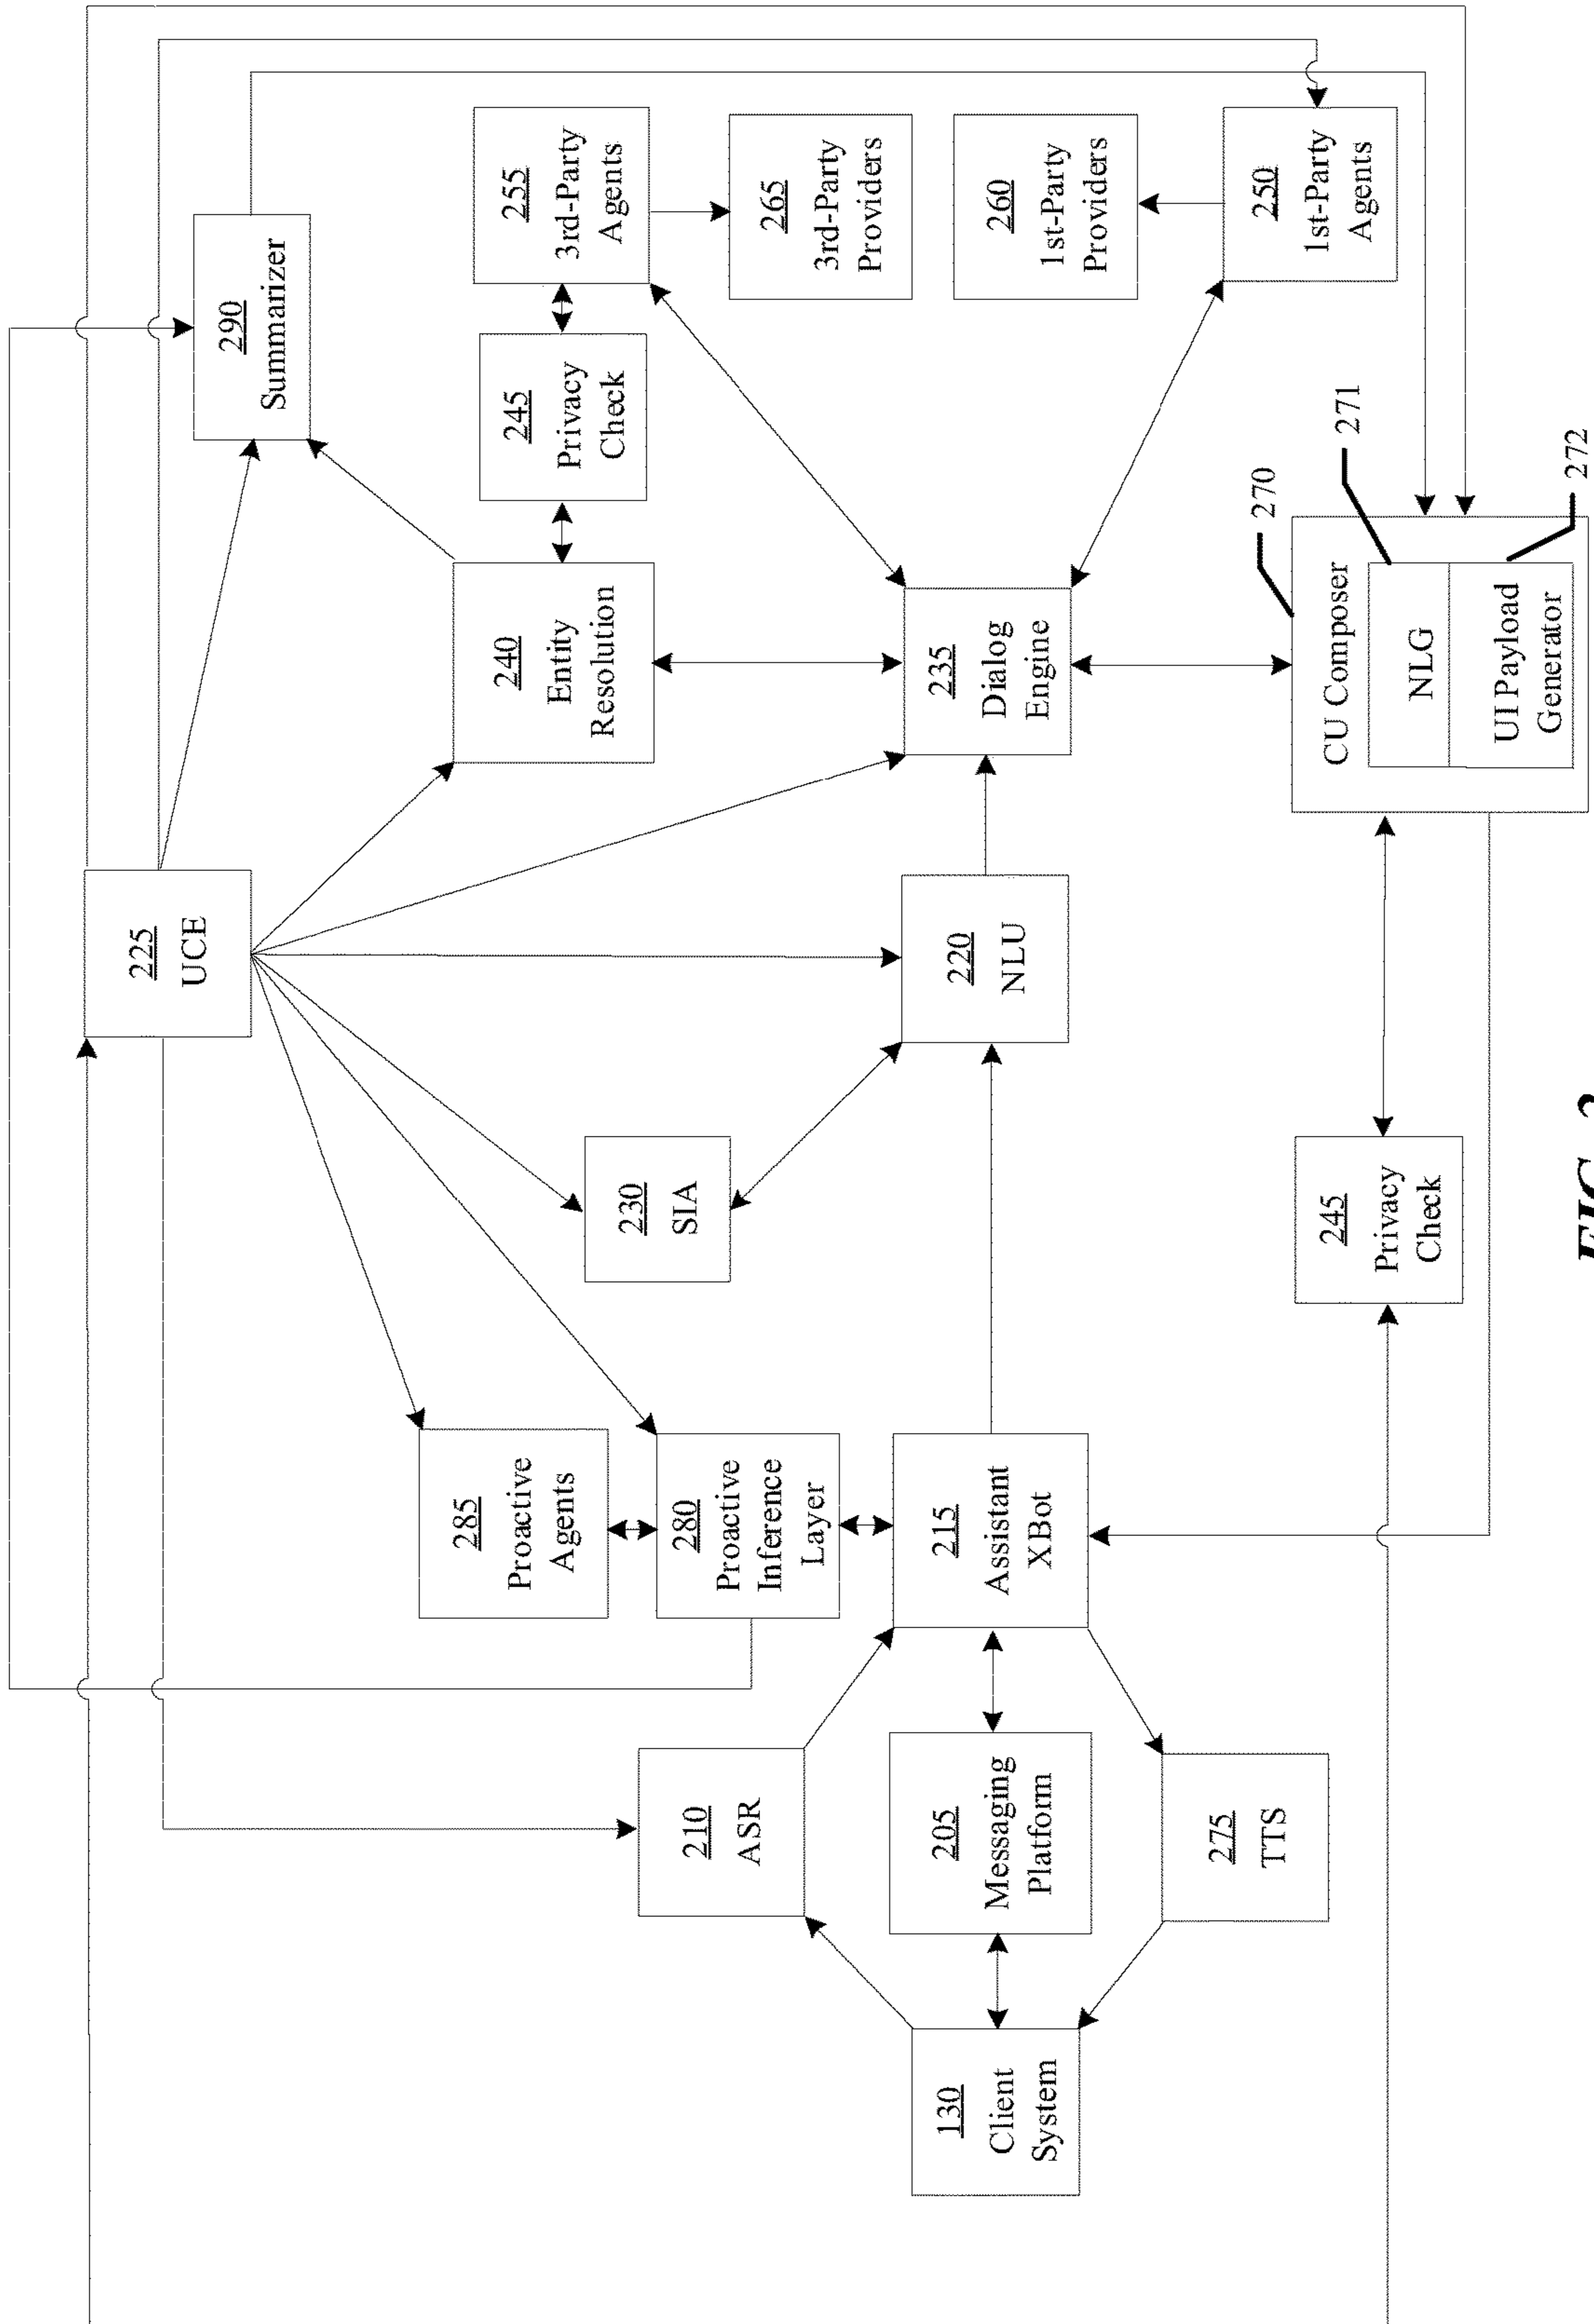 225
UCE
290
Summarizer
285
Proactive
Agents
240
Entity
Resolution
245
Privacy
Check
255
3rd-Party
Agents
210
ASR
280
Proactive
Inference
Layer
230
SIA
265
3rd-Party
Providers
130
Client
System
205
Messaging
Platform
215
Assistant
XBot
220
NLU
235
Dialog
Engine
260
1st-Party
Providers
275
TTS
245
Privacy
Check
250
1st-Party
Agents
270
CU Composer
271
NLG
272
UI Payload
Generator
FIG. 2